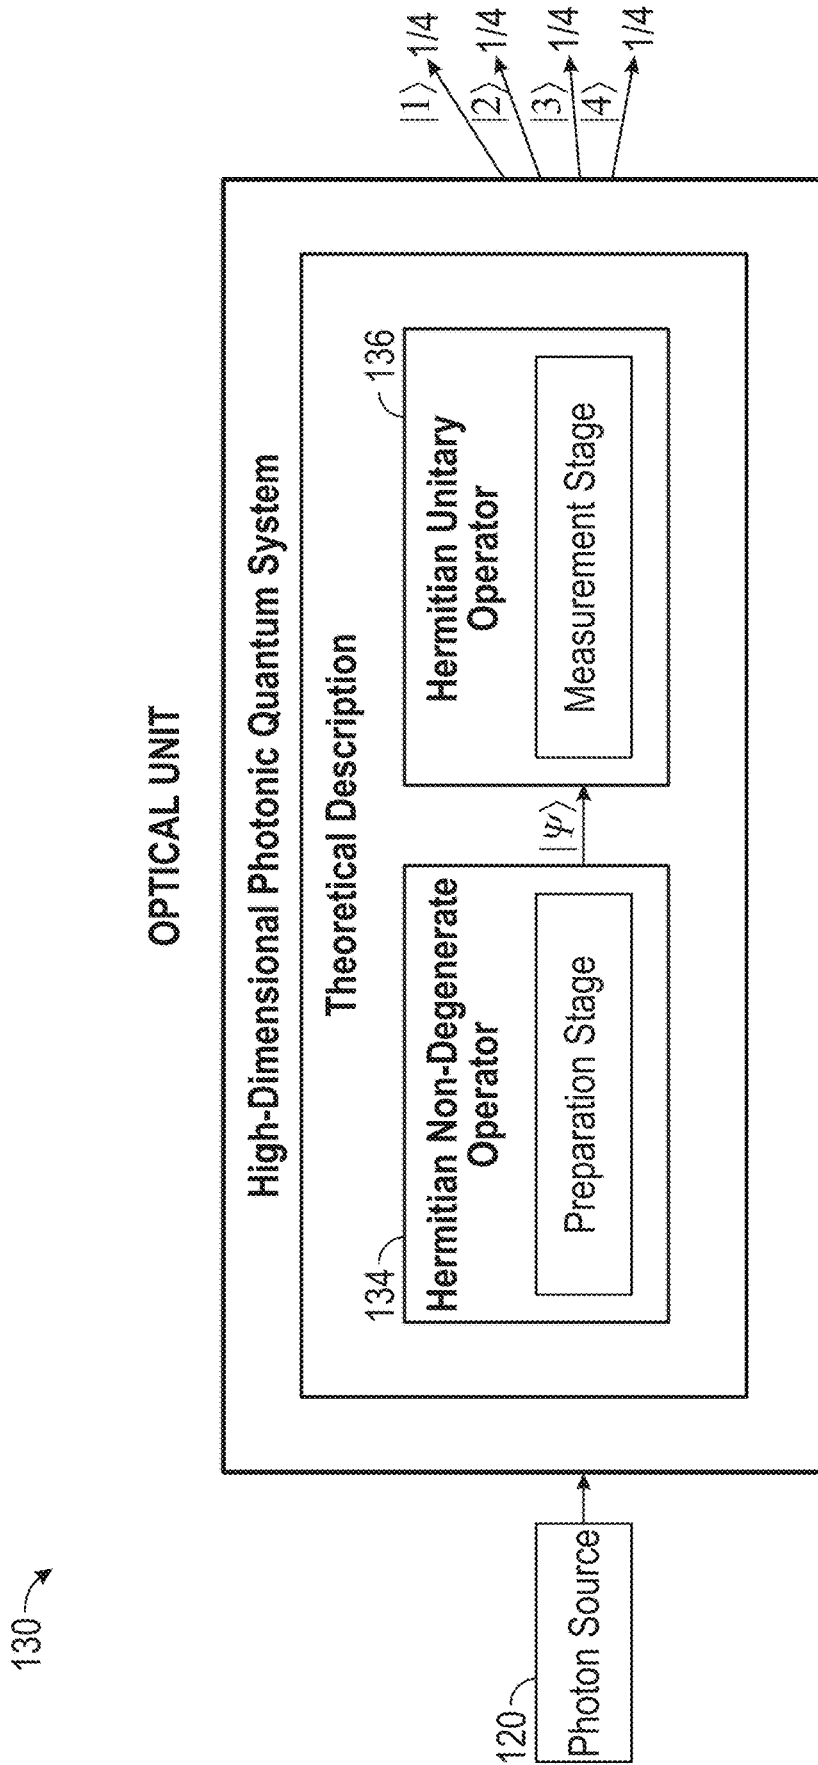 130
OPTICAL UNIT
High-Dimensional Photonic Quantum System
Theoretical Description
134
Hermitian Non-Degenerate
Operator
Preparation Stage
|Ψ⟩
136
Hermitian Unitary
Operator
Measurement Stage
120
Photon Source
|1⟩ 1/4
|2⟩ 1/4
|3⟩ 1/4
|4⟩ 1/4